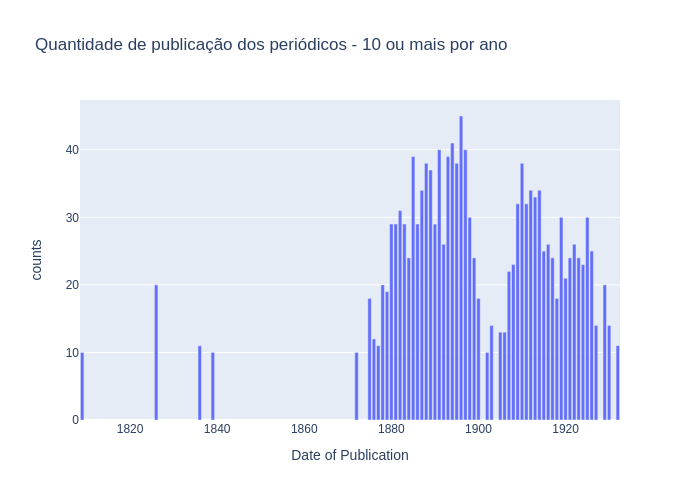 Quantidade de publicação dos periódicos - 10 ou mais por ano
counts
40
30
20
10
0
1820 1840 1860 1880 1900 1920
Date of Publication